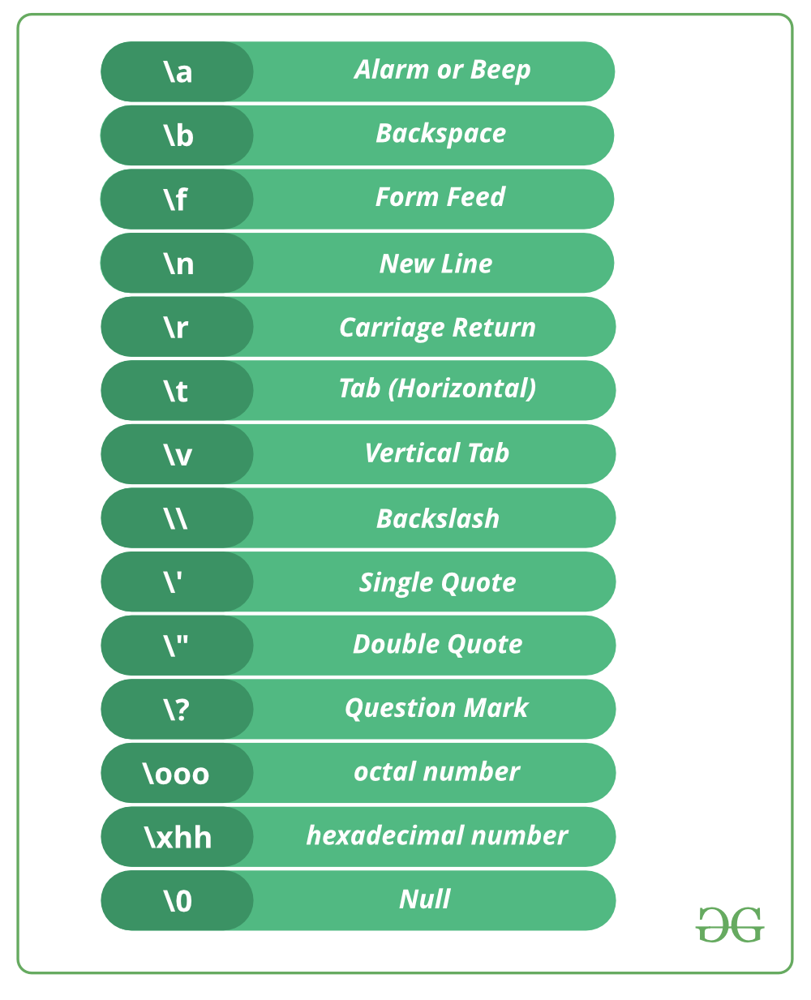 \a Alarm or Beep
\b Backspace
\f Form Feed
\n New Line
\r Carriage Return
\t Tab (Horizontal)
\v Vertical Tab
\\ Backslash
\' Single Quote
\" Double Quote
\? Question Mark
\ooo octal number
\xhh hexadecimal number
\0 Null